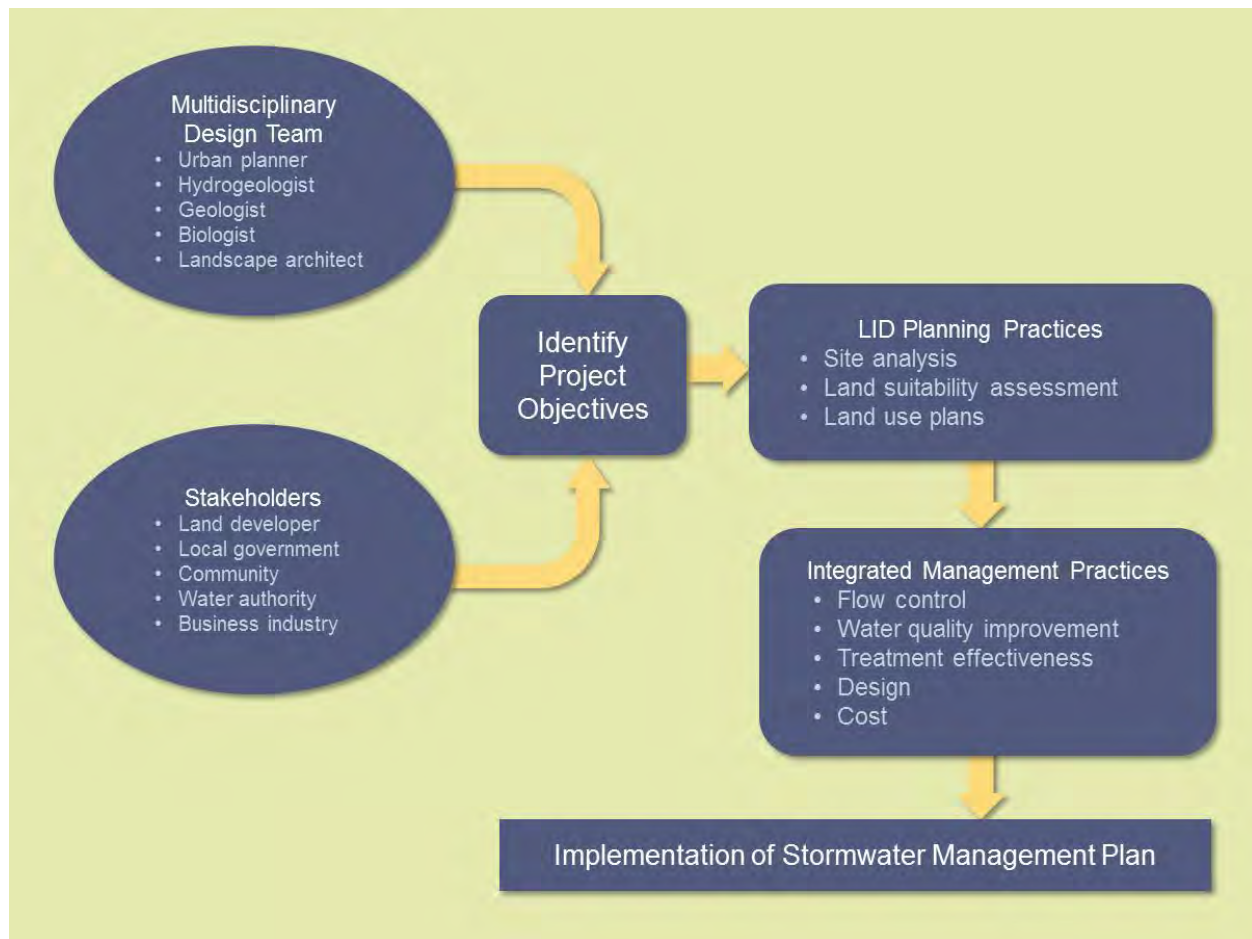 Multidisciplinary
Design Team
• Urban planner
• Hydrogeologist
• Geologist
• Biologist
• Landscape architect
Stakeholders
• Land developer
• Local government
• Community
• Water authority
• Business industry
Identify
Project
Objectives
LID Planning Practices
• Site analysis
• Land suitability assessment
• Land use plans
Integrated Management Practices
• Flow control
• Water quality improvement
• Treatment effectiveness
• Design
• Cost
Implementation of Stormwater Management Plan